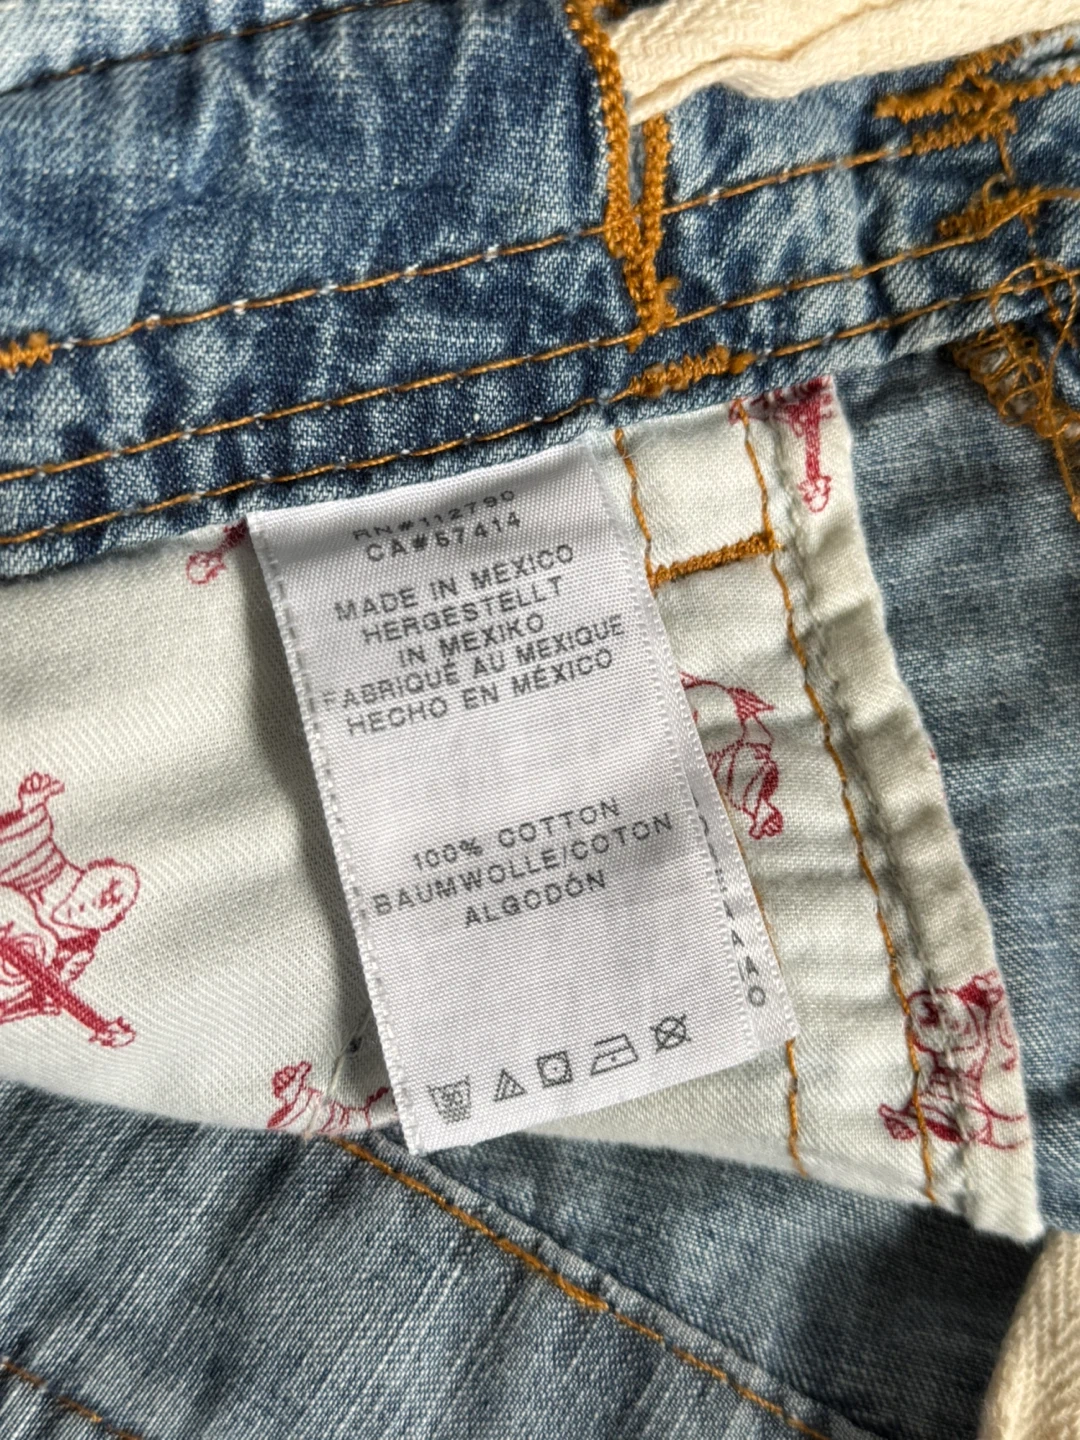 RN#112790
CA#57414
MADE IN MEXICO
HERGESTELLT
IN MEXIKO
FABRIQUÉ AU MEXIQUE
HECHO EN MÉXICO
100% COTTON
BAUMWOLLE/COTON
ALGODÓN